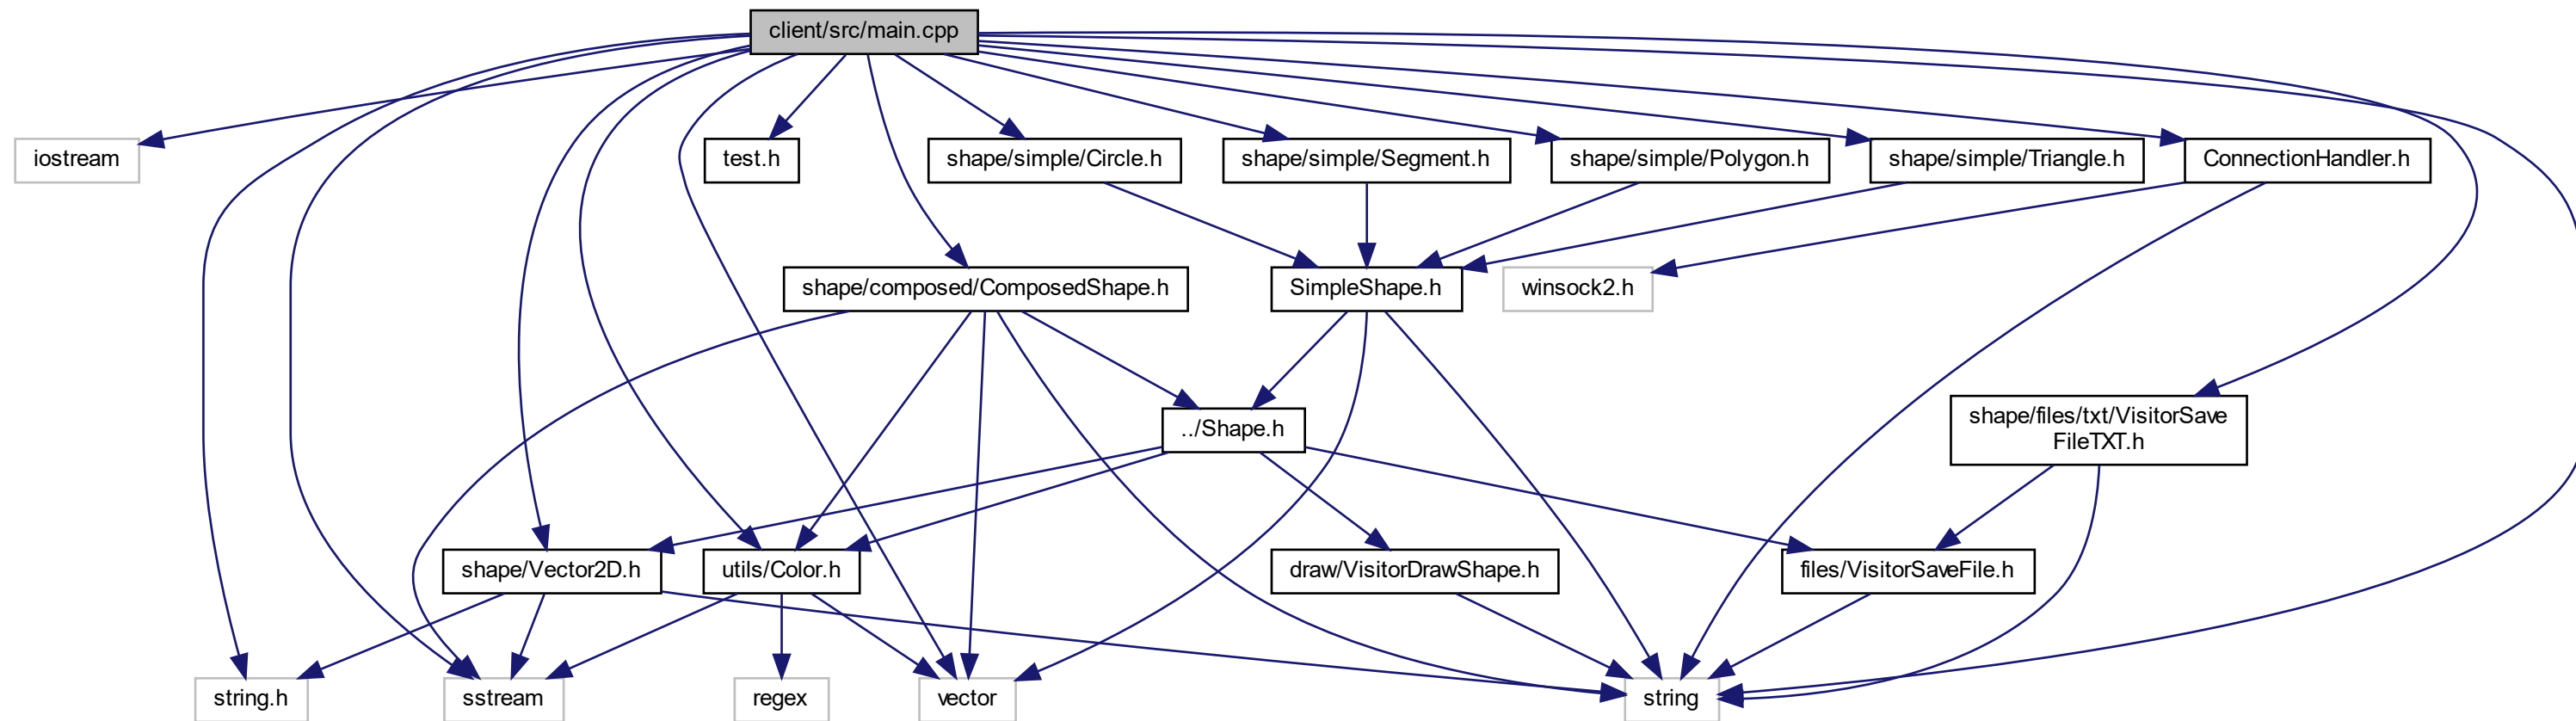 client/src/main.cpp
iostream
test.h
shape/simple/Circle.h
shape/simple/Segment.h
shape/simple/Polygon.h
shape/simple/Triangle.h
ConnectionHandler.h
shape/composed/ComposedShape.h
SimpleShape.h
winsock2.h
../Shape.h
shape/files/txt/VisitorSave
FileTXT.h
shape/Vector2D.h
utils/Color.h
draw/VisitorDrawShape.h
files/VisitorSaveFile.h
string.h
sstream
regex
vector
string